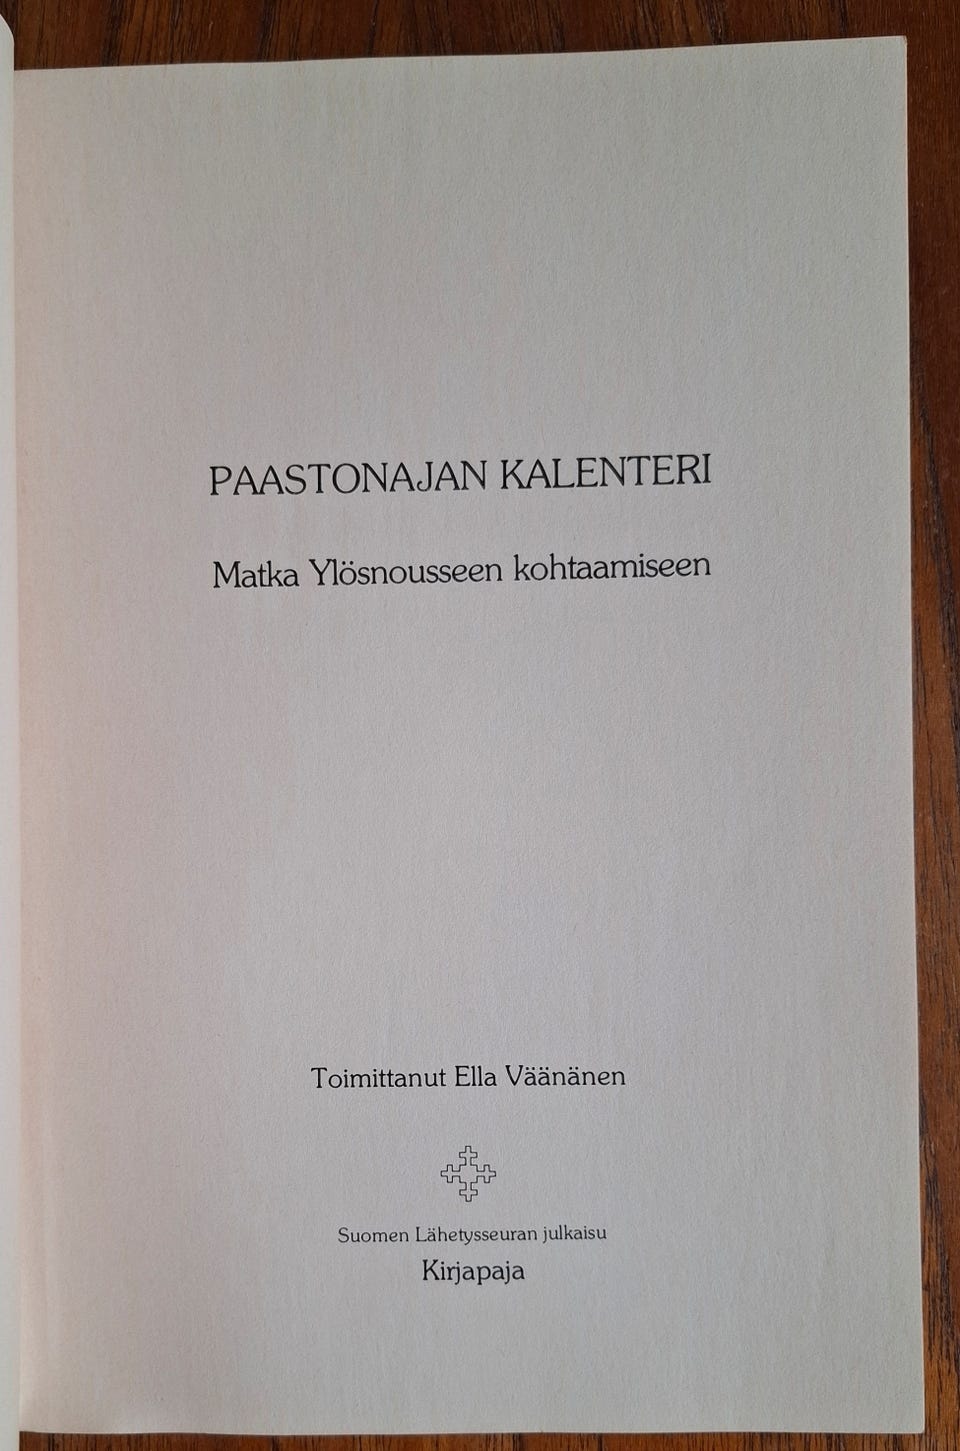 PAASTONAJAN KALENTERI
Matka Ylösnousseen kohtaamiseen
Toimittanut Ella Väänänen
Suomen Lähetysseuran julkaisu
Kirjapaja